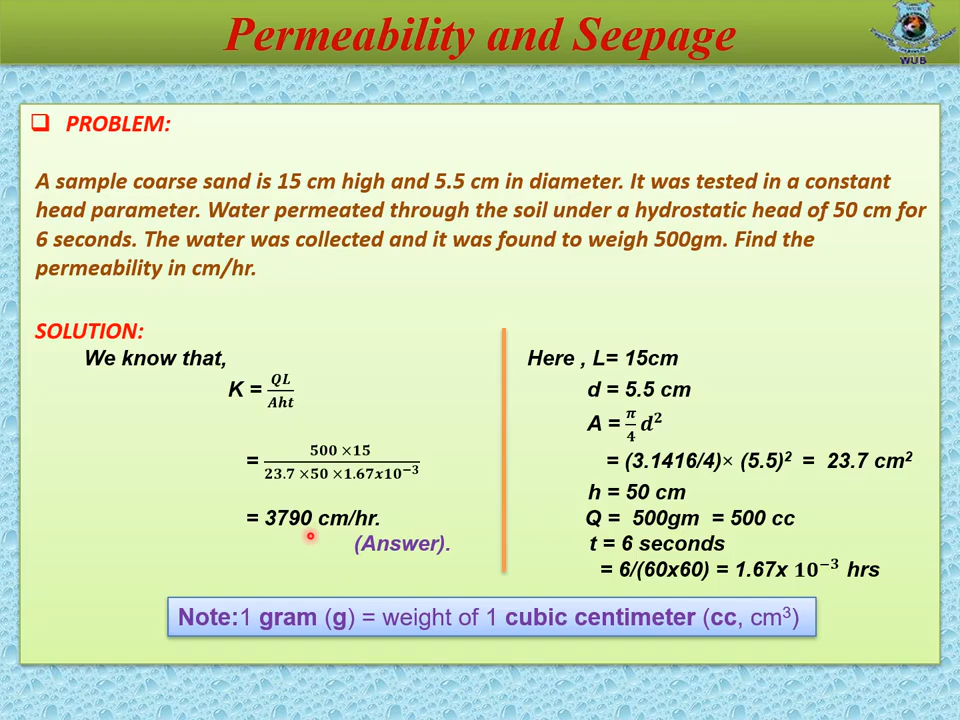 Permeability and Seepage
WUB
❑ PROBLEM:
A sample coarse sand is 15 cm high and 5.5 cm in diameter. It was tested in a constant
head parameter. Water permeated through the soil under a hydrostatic head of 50 cm for
6 seconds. The water was collected and it was found to weigh 500gm. Find the
permeability in cm/hr.
SOLUTION:
We know that,
K = QL/Aht
= 500 ×15/23.7 ×50 ×1.67x10⁻³
= 3790 cm/hr.
(Answer).
Here , L= 15cm
d = 5.5 cm
A = π/4 d²
= (3.1416/4)× (5.5)² = 23.7 cm²
h = 50 cm
Q = 500gm = 500 cc
t = 6 seconds
= 6/(60x60) = 1.67x 10⁻³ hrs
Note:1 gram (g) = weight of 1 cubic centimeter (cc, cm³)